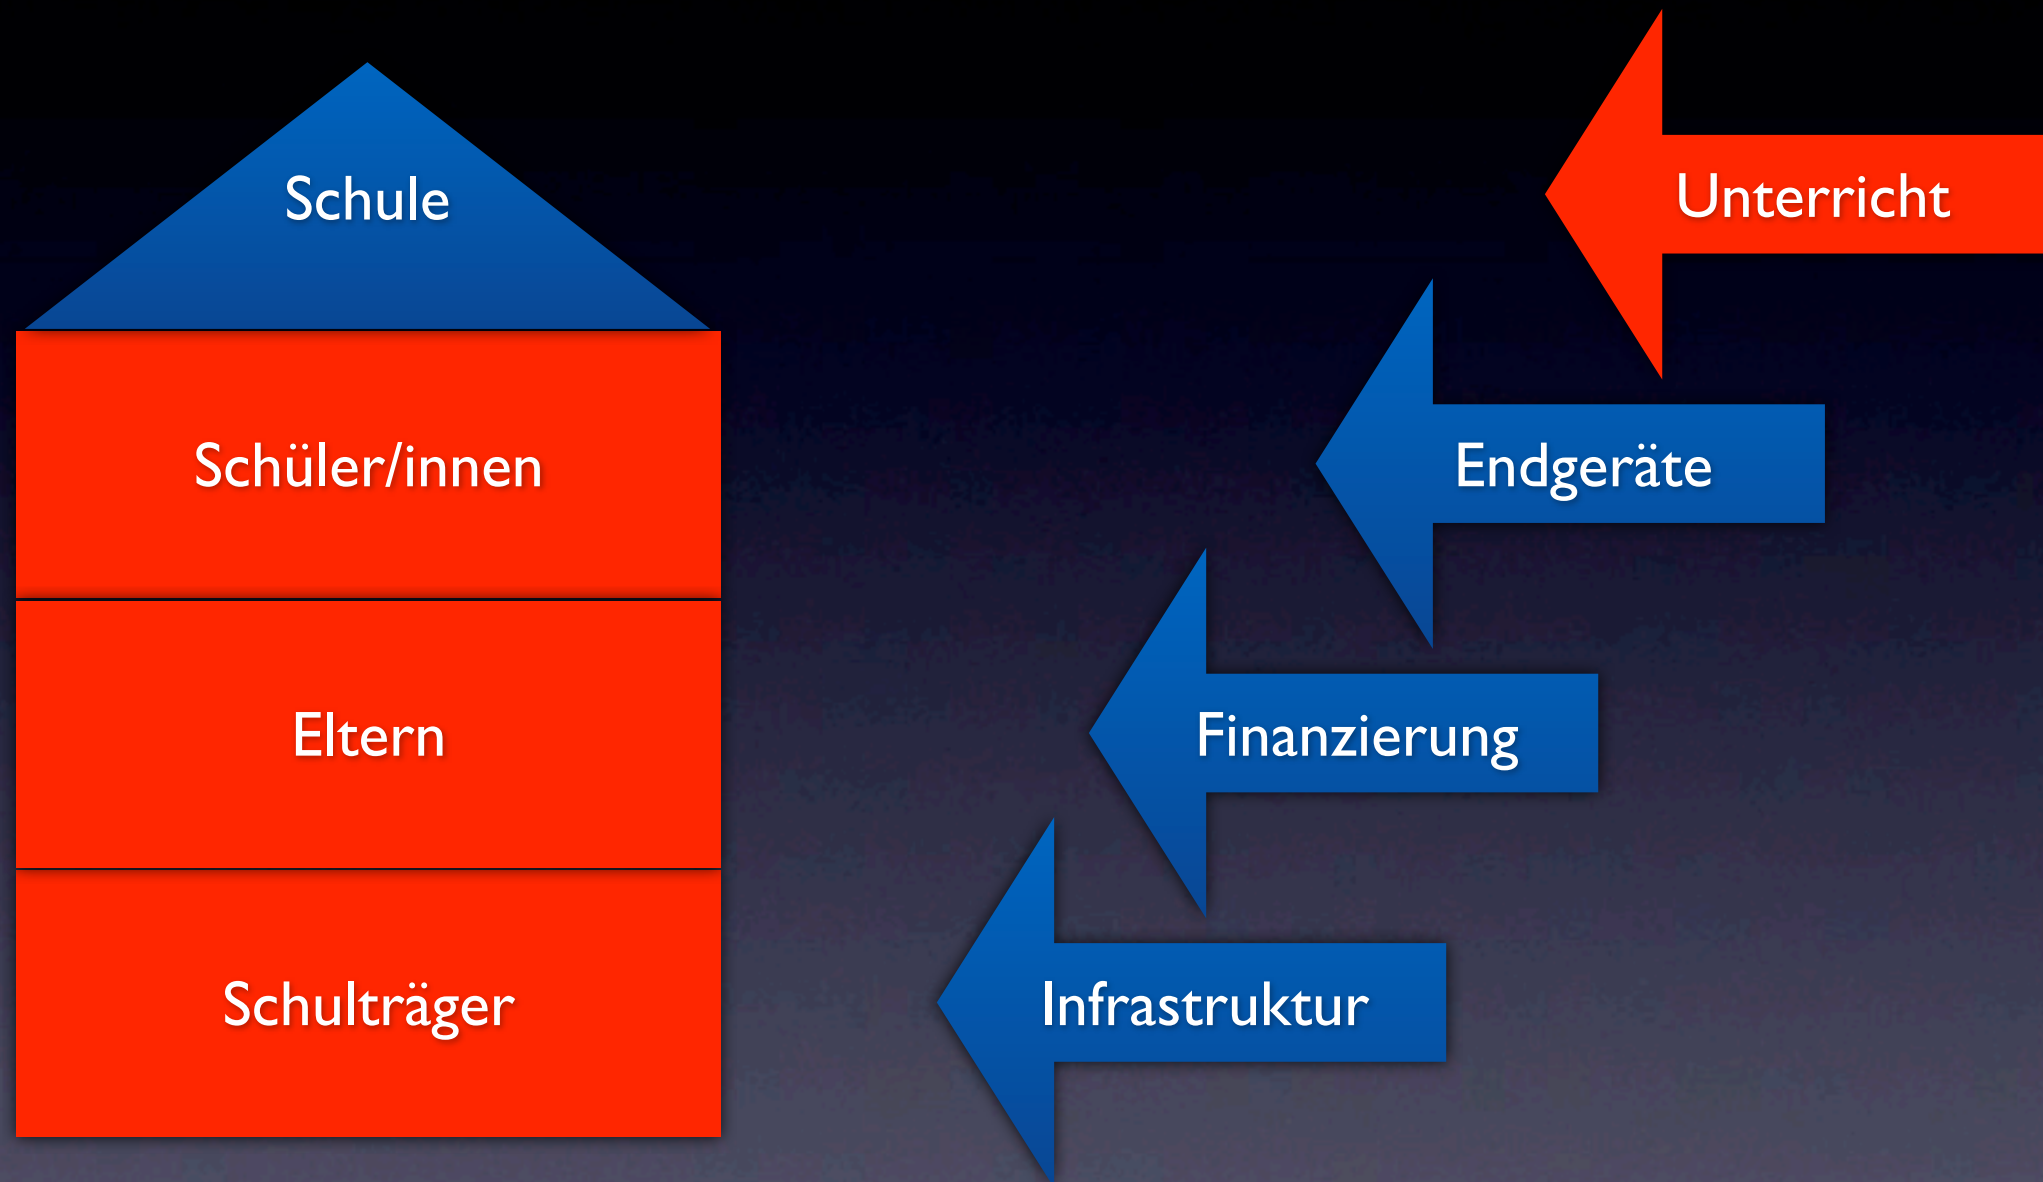 Schule
Unterricht
Schüler/innen
Endgeräte
Eltern
Finanzierung
Schulträger
Infrastruktur